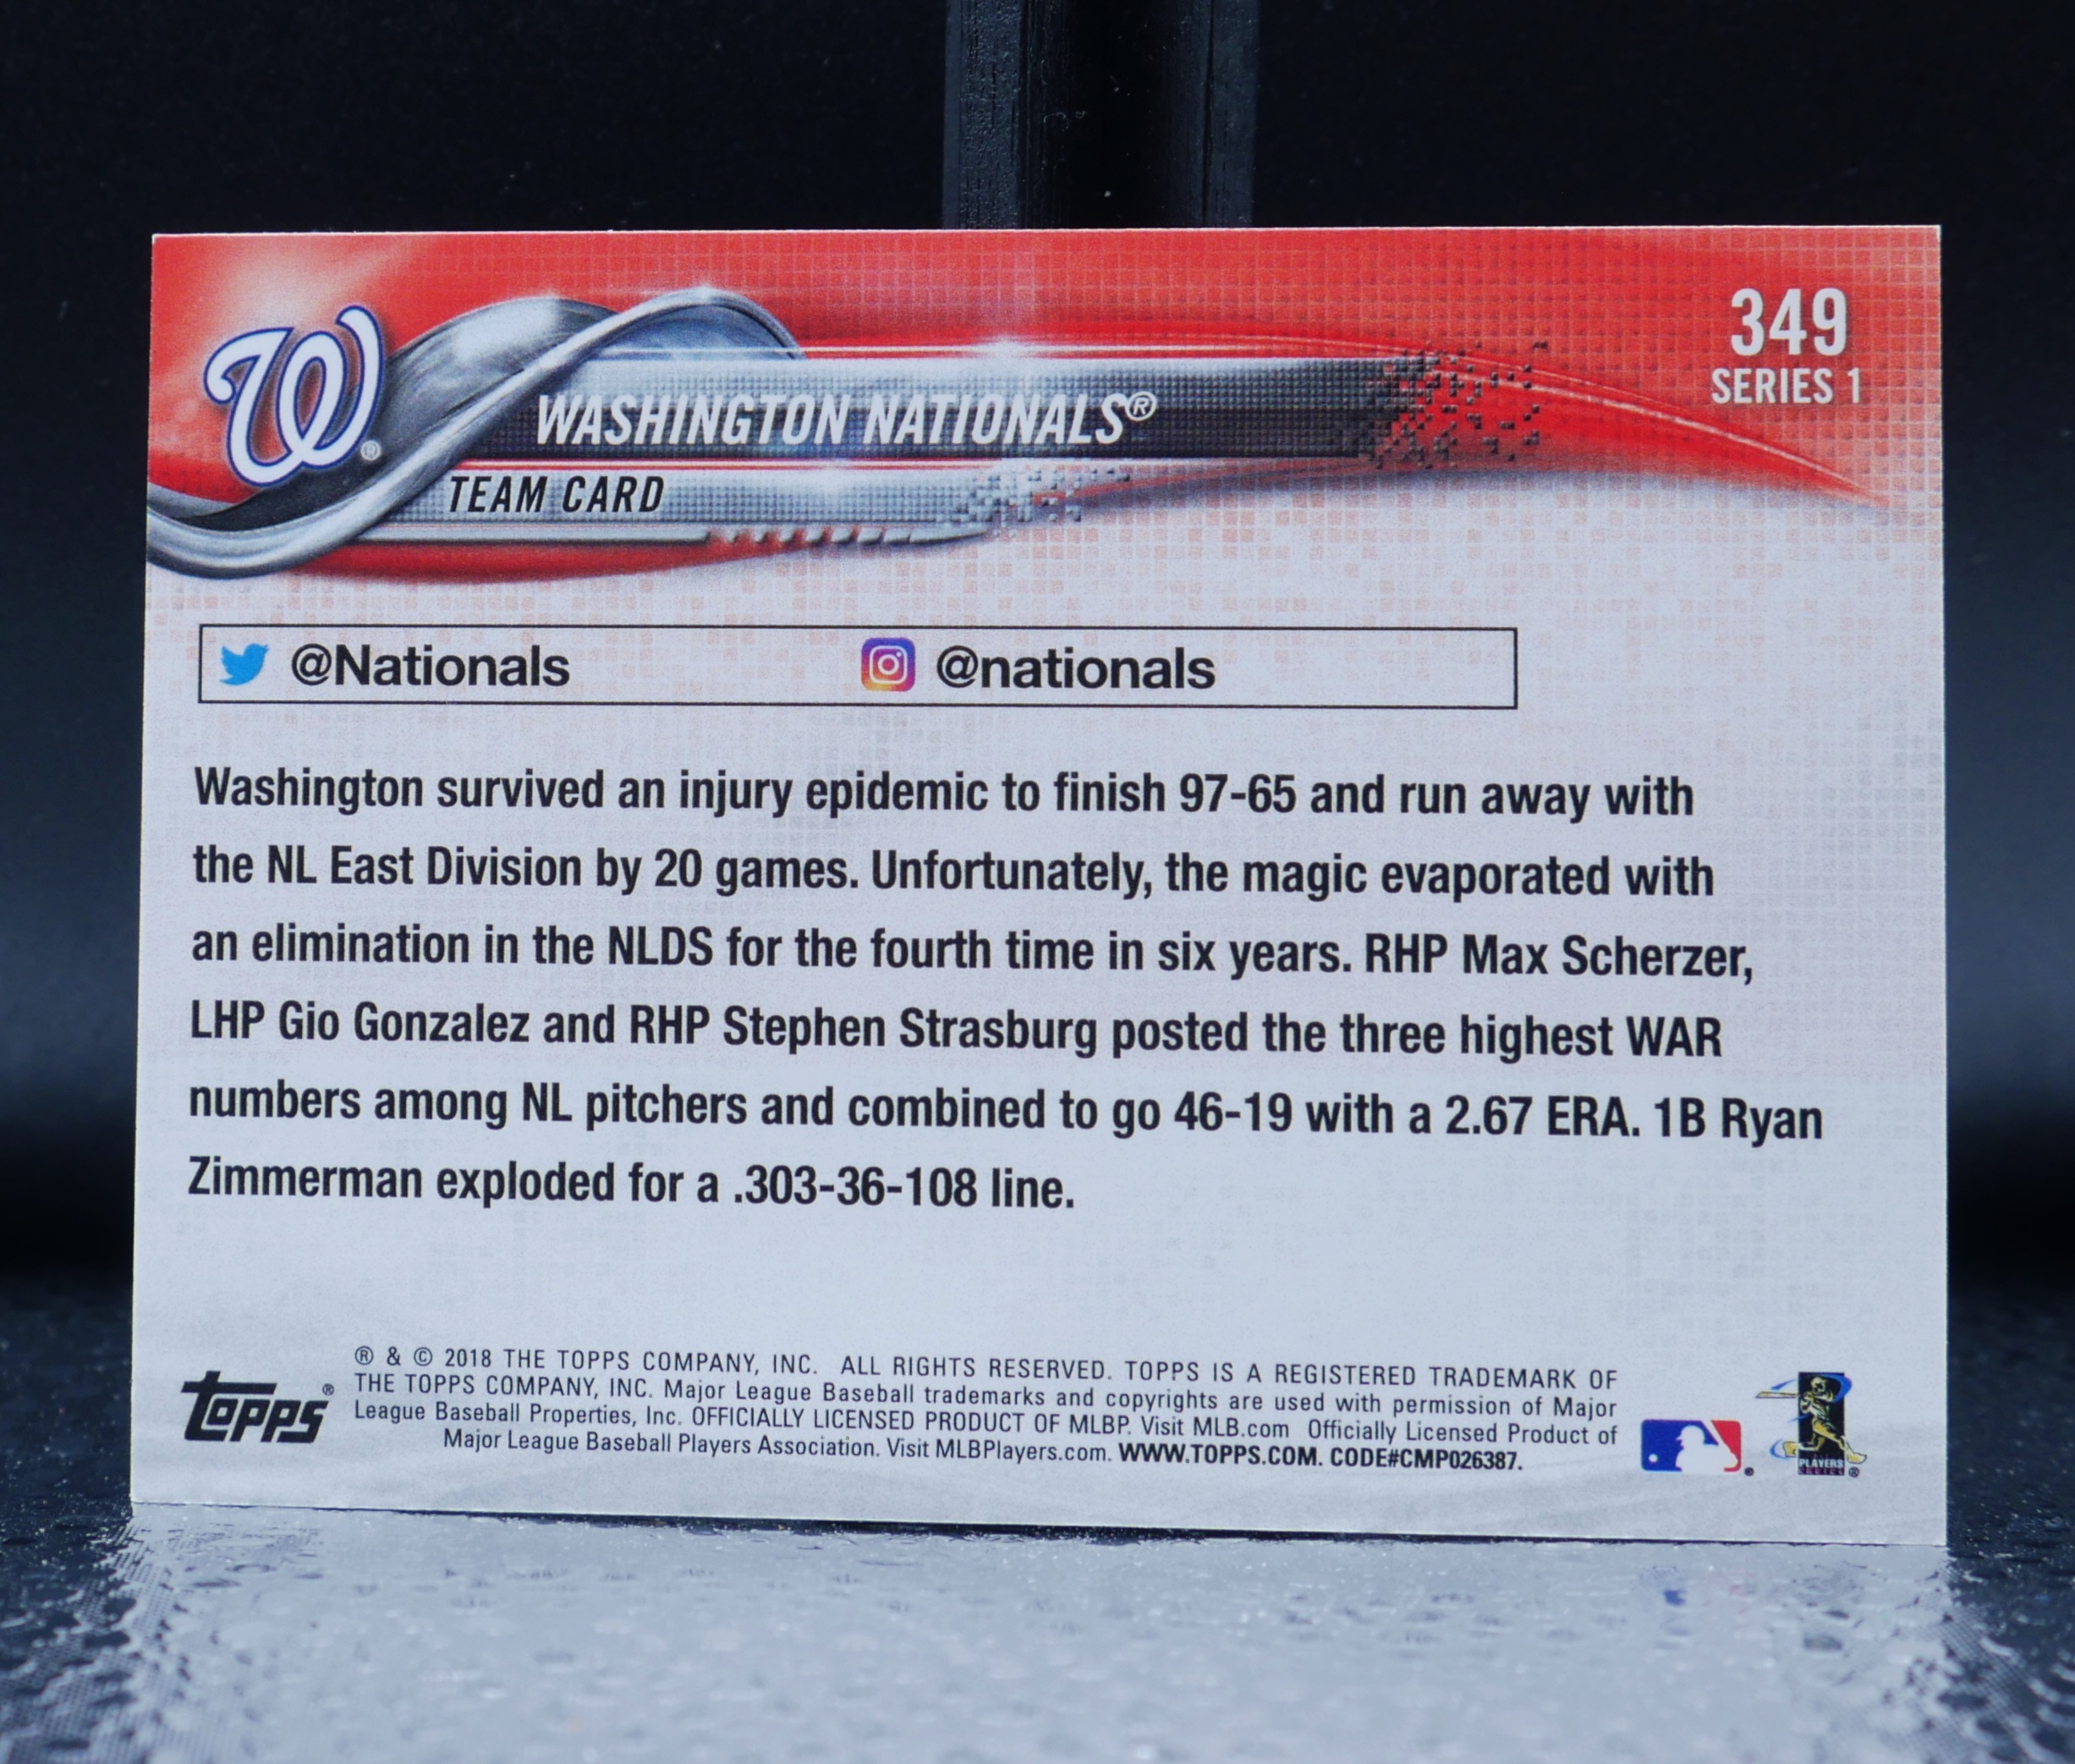 349
SERIES 1
W®
WASHINGTON NATIONALS®
TEAM CARD
@Nationals @nationals
Washington survived an injury epidemic to finish 97-65 and run away with
the NL East Division by 20 games. Unfortunately, the magic evaporated with
an elimination in the NLDS for the fourth time in six years. RHP Max Scherzer,
LHP Gio Gonzalez and RHP Stephen Strasburg posted the three highest WAR
numbers among NL pitchers and combined to go 46-19 with a 2.67 ERA. 1B Ryan
Zimmerman exploded for a .303-36-108 line.
topps®
® & © 2018 THE TOPPS COMPANY, INC. ALL RIGHTS RESERVED. TOPPS IS A REGISTERED TRADEMARK OF
THE TOPPS COMPANY, INC. Major League Baseball trademarks and copyrights are used with permission of Major
League Baseball Properties, Inc. OFFICIALLY LICENSED PRODUCT OF MLBP. Visit MLB.com Officially Licensed Product of
Major League Baseball Players Association. Visit MLBPlayers.com. WWW.TOPPS.COM. CODE#CMP026387.
PLAYERS
CHOICE ®